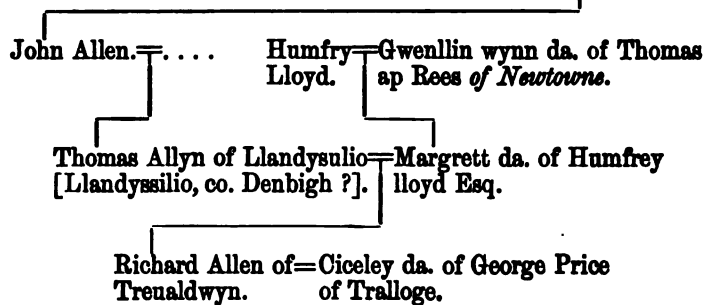 John Allen.=.... Humfry=Gwenllin wynn da. of Thomas
Lloyd. ap Rees of Newtowne.
Thomas Allyn of Llandysulio=Margrett da. of Humfrey
[Llandyssilio, co. Denbigh ?]. lloyd Esq.
Richard Allen of=Ciceley da. of George Price
Treualdwyn. of Tralloge.